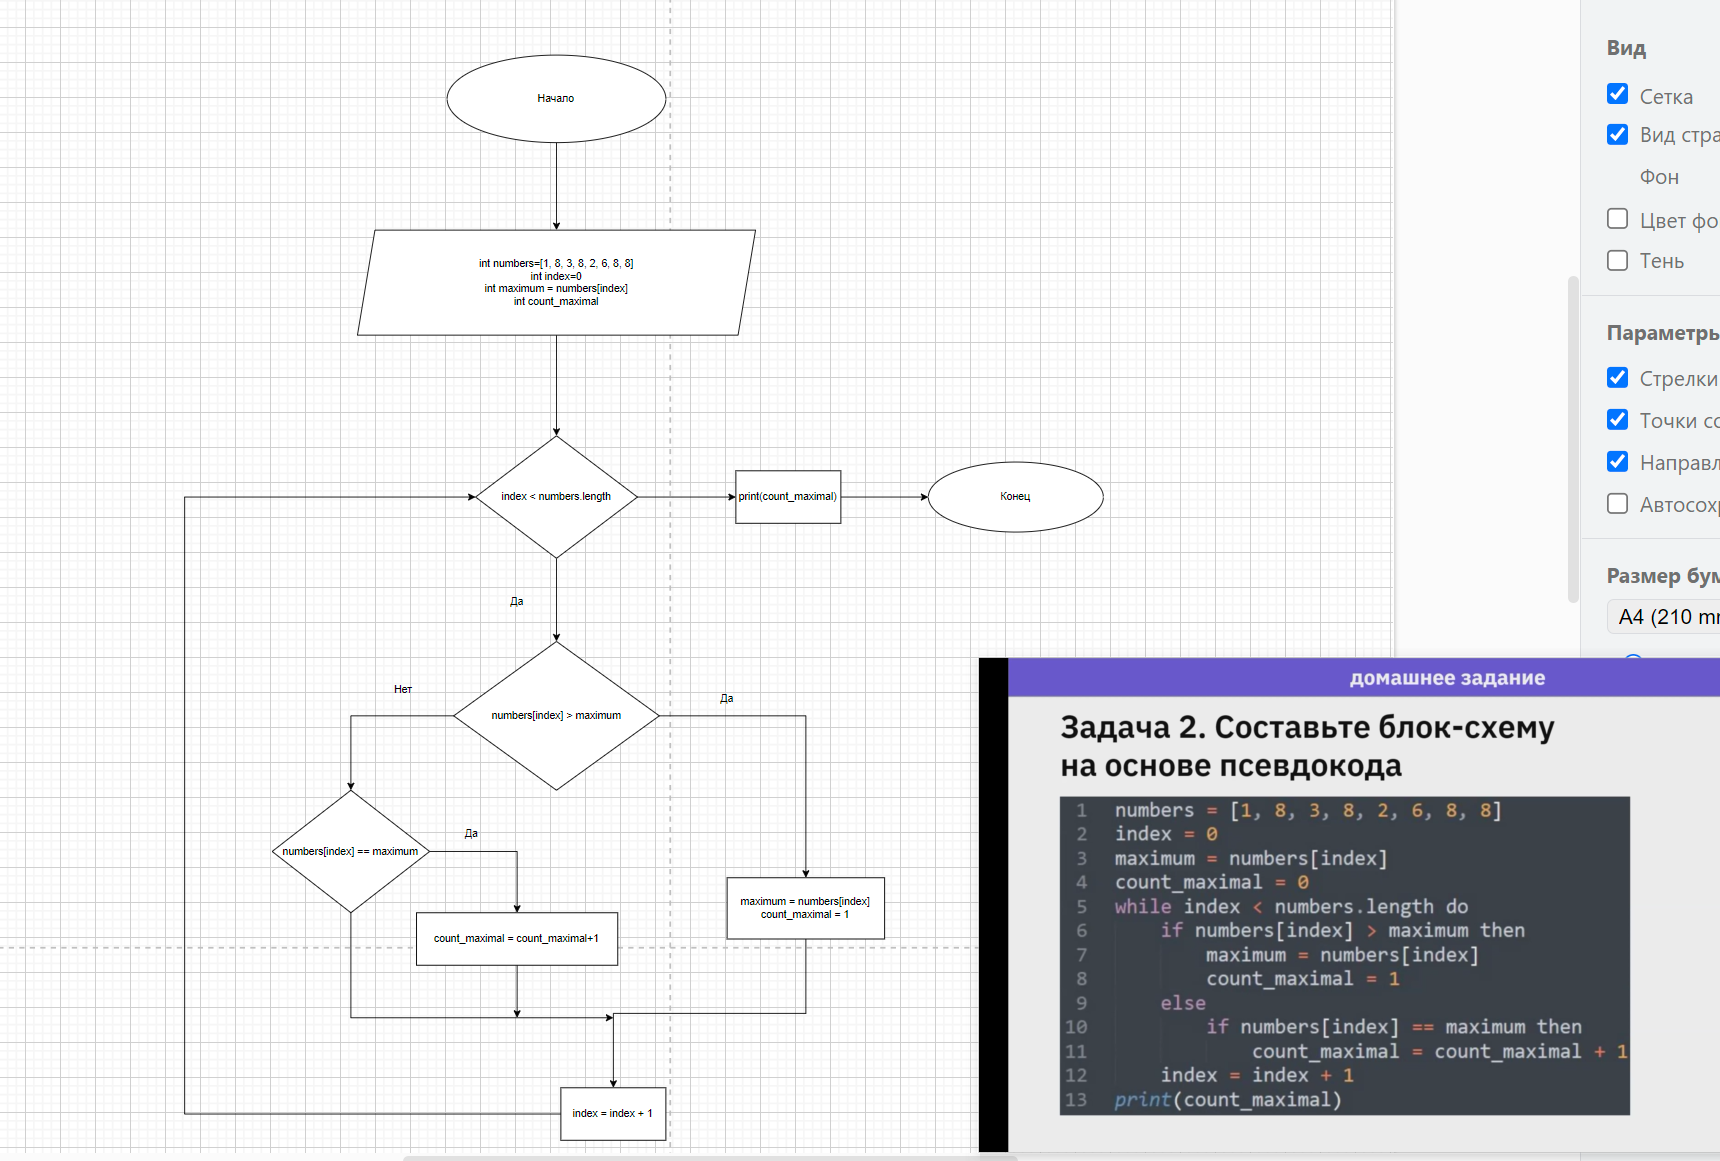 Начало
int numbers=[1, 8, 3, 8, 2, 6, 8, 8]
int index=0
int maximum = numbers[index]
int count_maximal
index < numbers.length
print(count_maximal)
Конец
Да
numbers[index] > maximum
Нет
Да
numbers[index] == maximum
Да
count_maximal = count_maximal+1
maximum = numbers[index]
count_maximal = 1
index = index + 1
Вид
Сетка
Вид стра
Фон
Цвет фо
Тень
Параметры
Стрелки
Точки со
Направл
Автосох
Размер бум
A4 (210 mm
домашнее задание
Задача 2. Составьте блок-схему
на основе псевдокода
1 numbers = [1, 8, 3, 8, 2, 6, 8, 8]
2 index = 0
3 maximum = numbers[index]
4 count_maximal = 0
5 while index < numbers.length do
6 if numbers[index] > maximum then
7 maximum = numbers[index]
8 count_maximal = 1
9 else
10 if numbers[index] == maximum then
11 count_maximal = count_maximal + 1
12 index = index + 1
13 print(count_maximal)